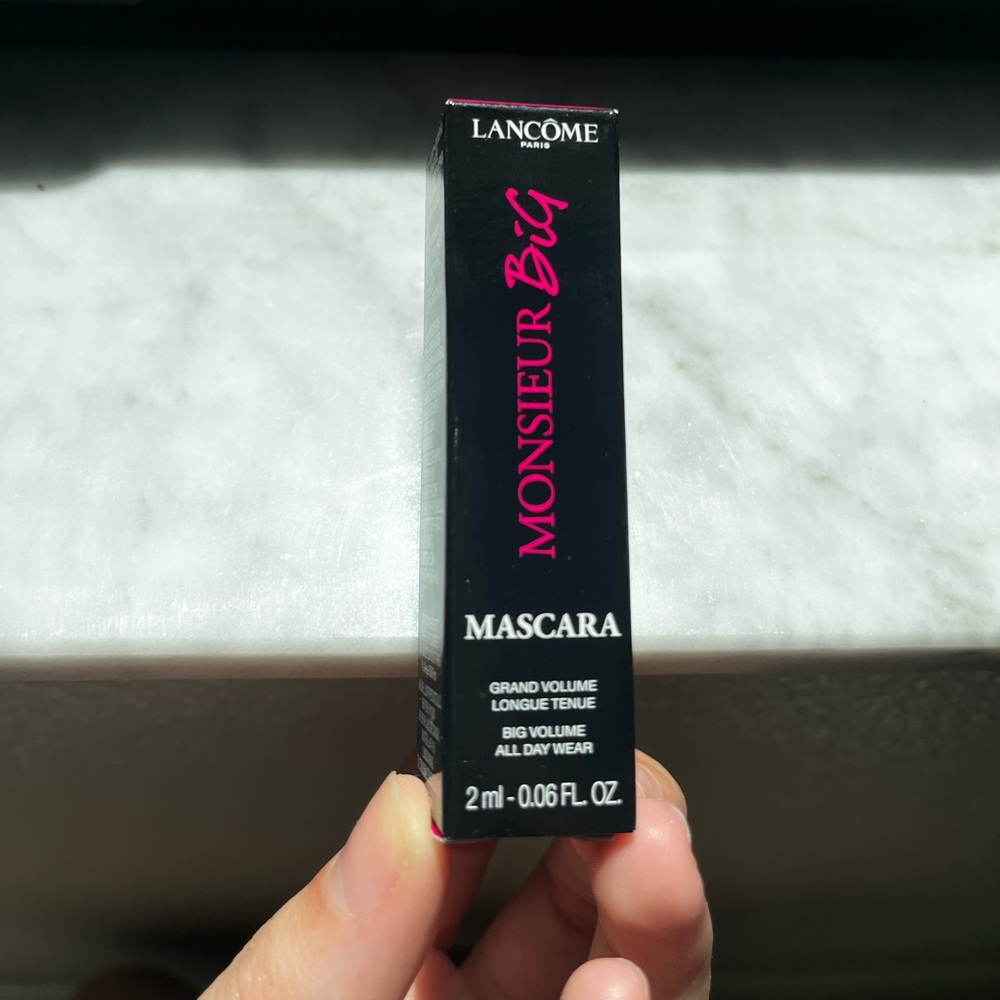 LANCÔME
PARIS
MONSIEUR BiG
MASCARA
GRAND VOLUME
LONGUE TENUE
BIG VOLUME
ALL DAY WEAR
2 ml - 0.06 FL. OZ.